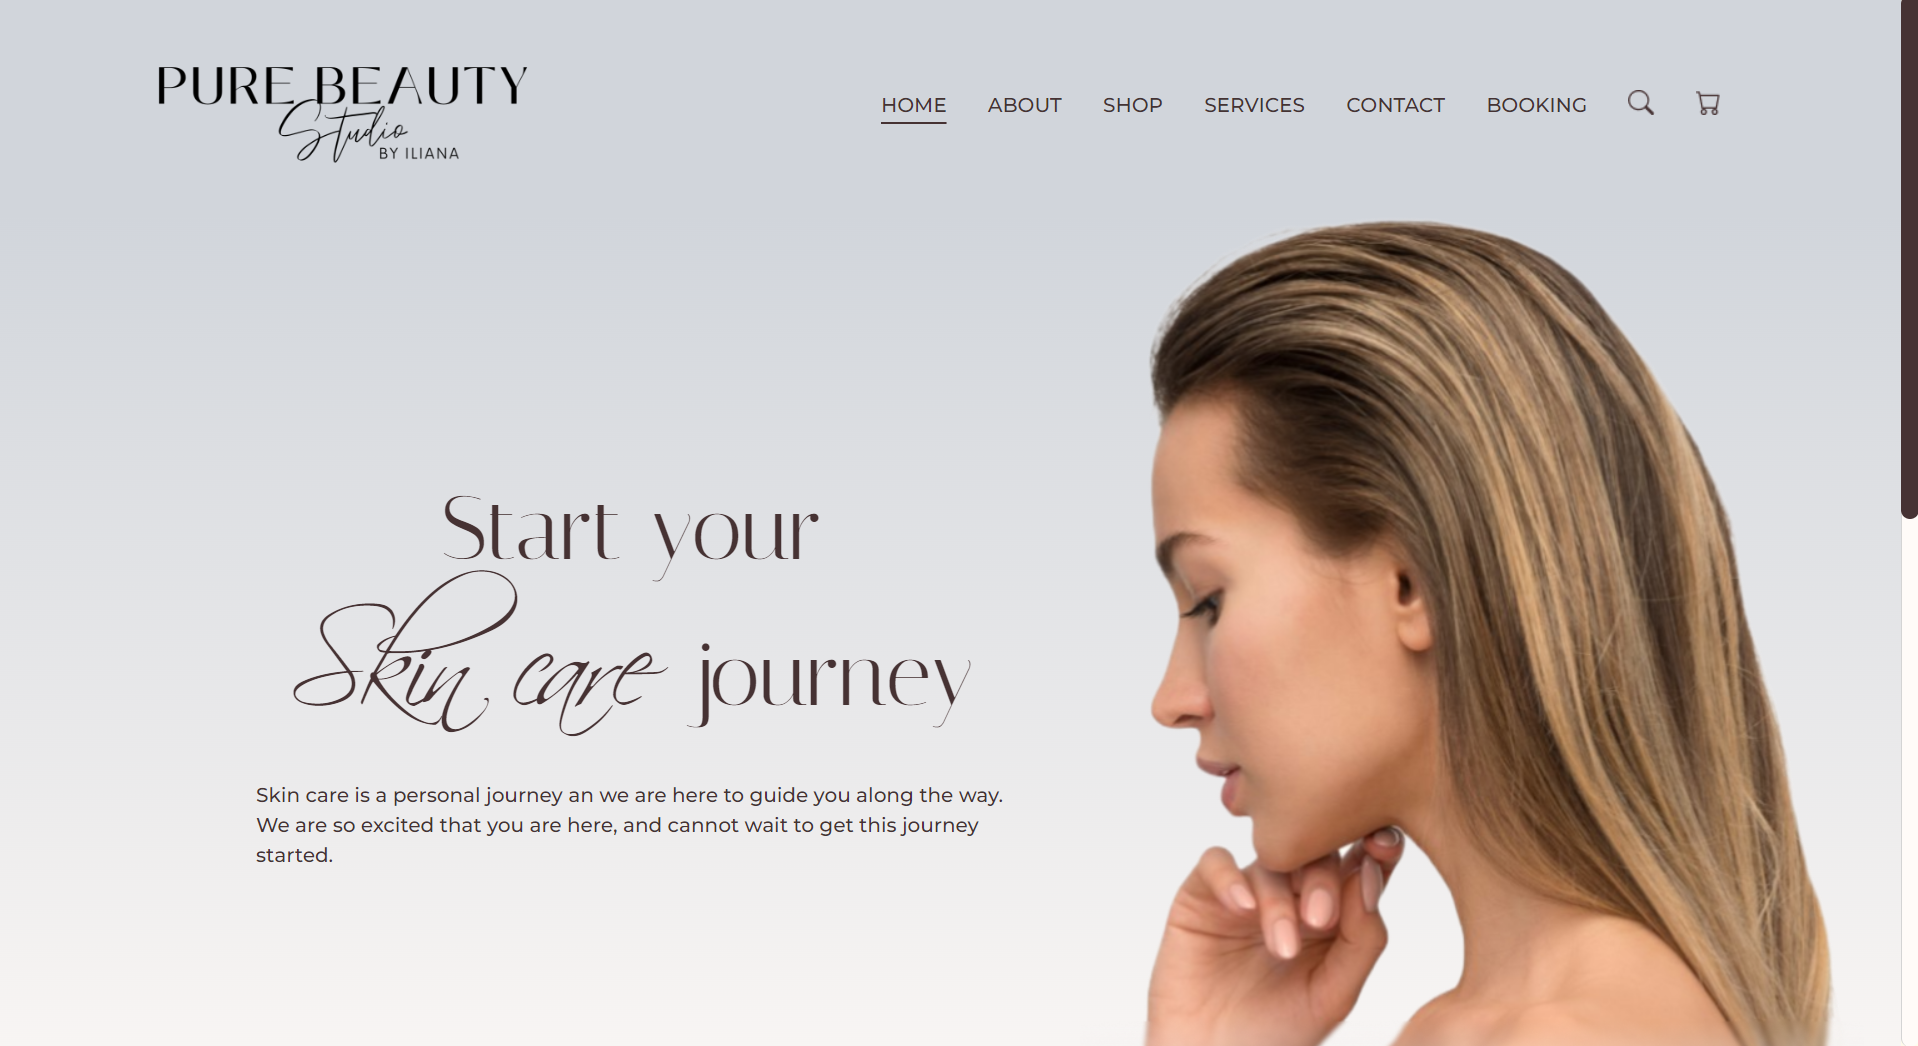 PURE BEAUTY
Studio
BY ILIANA
HOME ABOUT SHOP SERVICES CONTACT BOOKING
Start your
Skin care journey
Skin care is a personal journey an we are here to guide you along the way.
We are so excited that you are here, and cannot wait to get this journey
started.